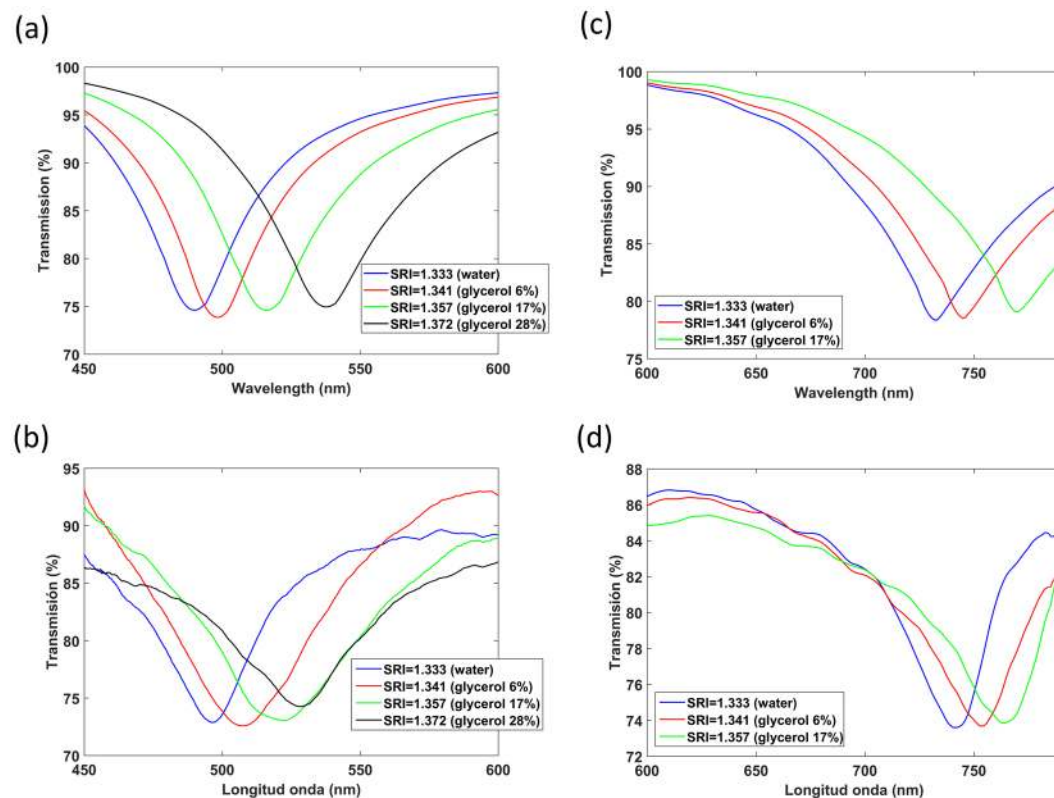 (a)
100
95
90
85
80
75
70
Transmission (%)
450
500
550
600
Wavelength (nm)
SRI=1.333 (water)
SRI=1.341 (glycerol 6%)
SRI=1.357 (glycerol 17%)
SRI=1.372 (glycerol 28%)
(c)
100
95
90
85
80
75
Transmission (%)
600
650
700
750
Wavelength (nm)
SRI=1.333 (water)
SRI=1.341 (glycerol 6%)
SRI=1.357 (glycerol 17%)
(b)
95
90
85
80
75
70
Transmisión (%)
450
500
550
600
Longitud onda (nm)
SRI=1.333 (water)
SRI=1.341 (glycerol 6%)
SRI=1.357 (glycerol 17%)
SRI=1.372 (glycerol 28%)
(d)
88
86
84
82
80
78
76
74
72
Transmisión (%)
600
650
700
750
Longitud onda (nm)
SRI=1.333 (water)
SRI=1.341 (glycerol 6%)
SRI=1.357 (glycerol 17%)